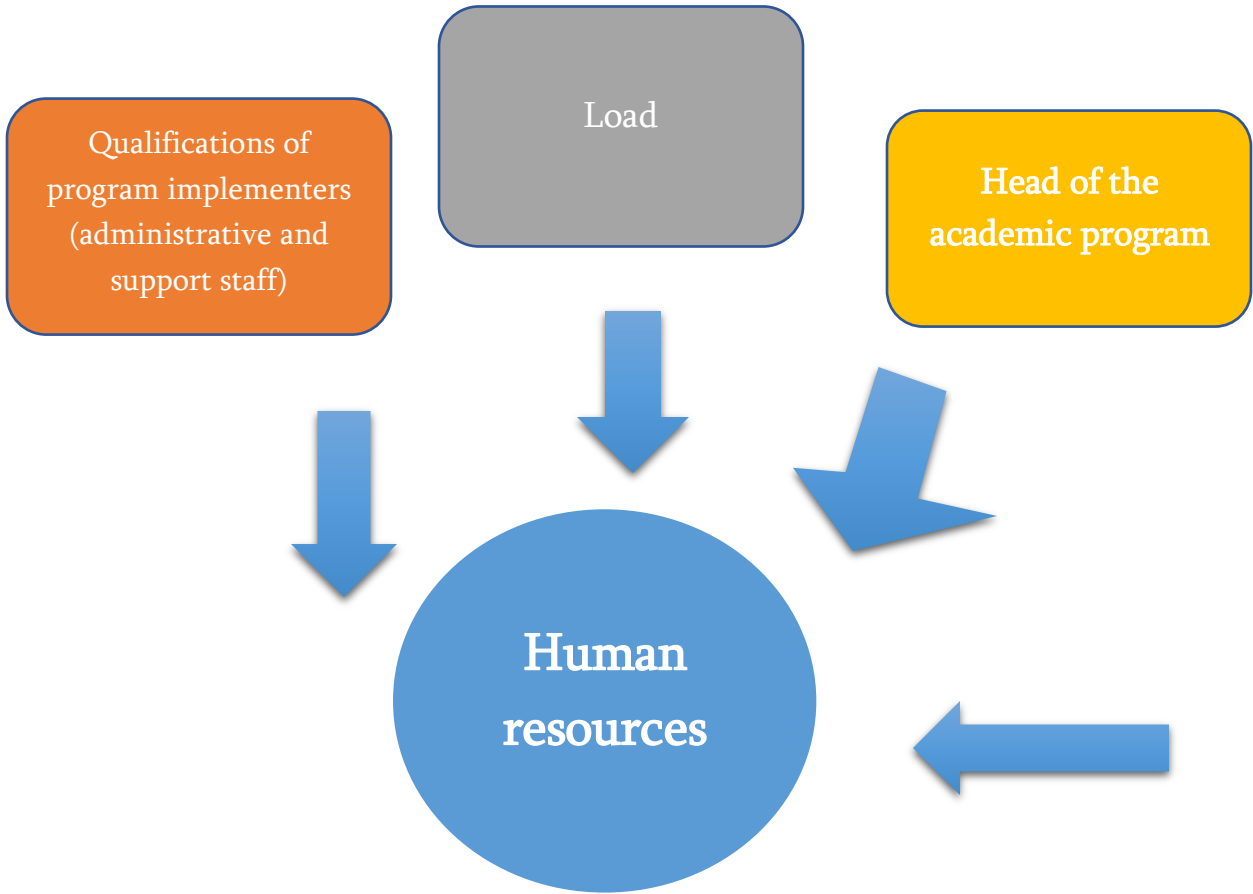 Qualifications of
program implementers
(administrative and
support staff)
Load
Head of the
academic program
Human
resources